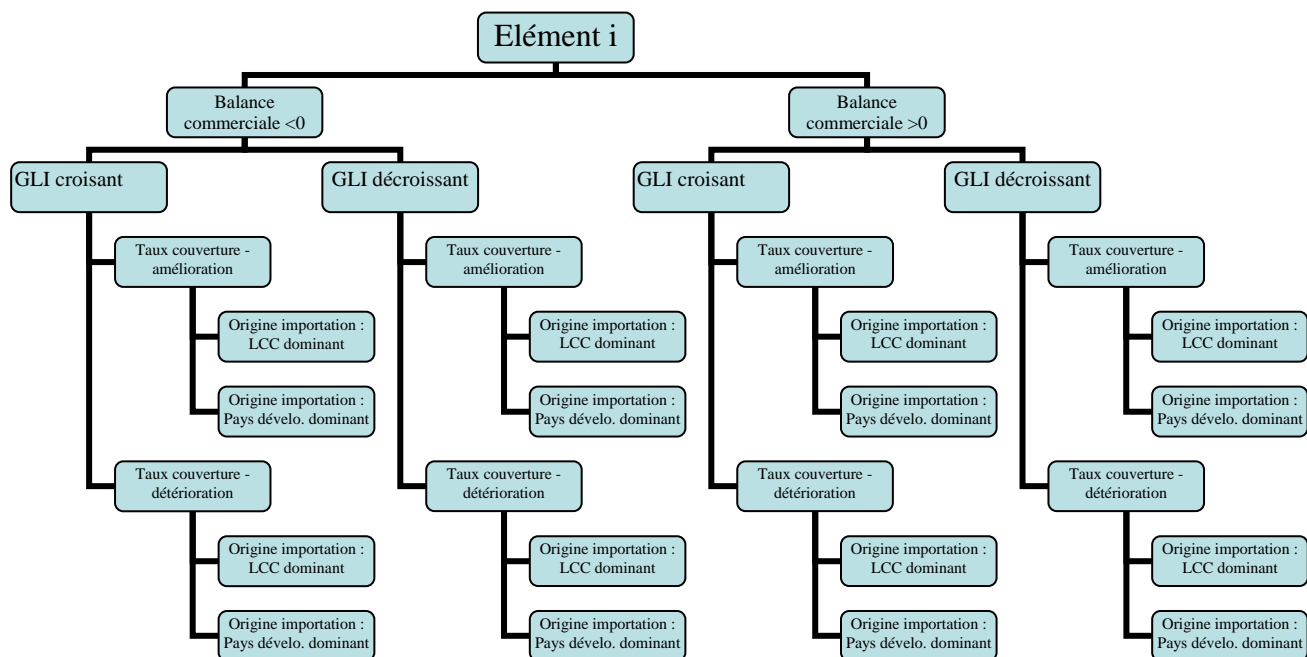 Elément i
Balance
commerciale <0
Balance
commerciale >0
GLI croisant
GLI décroissant
GLI croisant
GLI décroissant
Taux couverture -
amélioration
Taux couverture -
amélioration
Taux couverture -
amélioration
Taux couverture -
amélioration
Origine importation :
LCC dominant
Origine importation :
LCC dominant
Origine importation :
LCC dominant
Origine importation :
LCC dominant
Origine importation :
Pays dévelo. dominant
Origine importation :
Pays dévelo. dominant
Origine importation :
Pays dévelo. dominant
Origine importation :
Pays dévelo. dominant
Taux couverture -
détérioration
Taux couverture -
détérioration
Taux couverture -
détérioration
Taux couverture -
détérioration
Origine importation :
LCC dominant
Origine importation :
LCC dominant
Origine importation :
LCC dominant
Origine importation :
LCC dominant
Origine importation :
Pays dévelo. dominant
Origine importation :
Pays dévelo. dominant
Origine importation :
Pays dévelo. dominant
Origine importation :
Pays dévelo. dominant